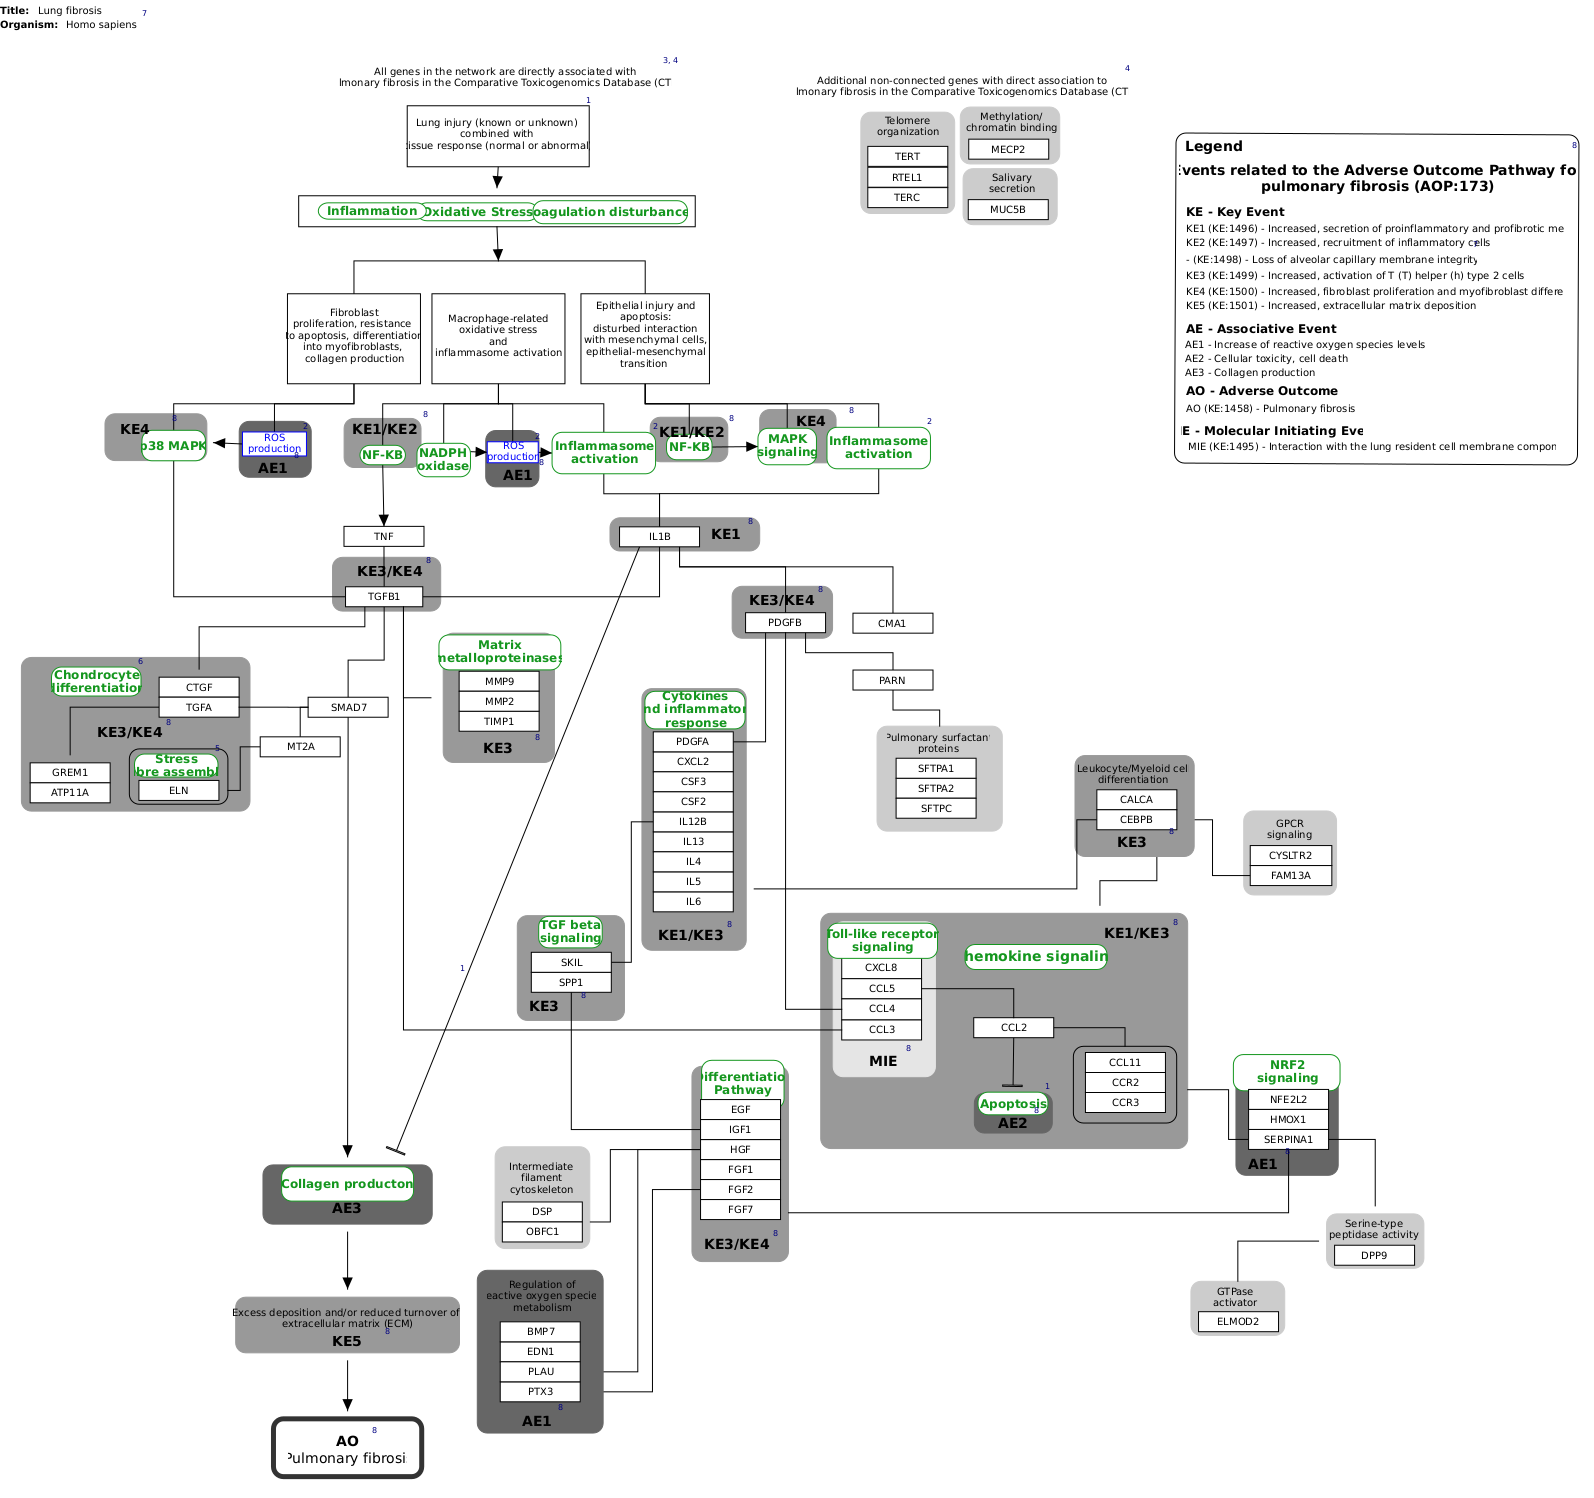 Title: Lung fibrosis
7
Organism: Homo sapiens
3, 4
All genes in the network are directly associated with
lmonary fibrosis in the Comparative Toxicogenomics Database (CT
4
Additional non-connected genes with direct association to
lmonary fibrosis in the Comparative Toxicogenomics Database (CT
1
Lung injury (known or unknown)
combined with
issue response (normal or abnormal
Inflammation
Oxidative Stress
oagulation disturbance
Telomere
organization
TERT
RTEL1
TERC
Methylation/
chromatin binding
MECP2
Salivary
secretion
MUC5B
Legend
8
vents related to the Adverse Outcome Pathway fo
pulmonary fibrosis (AOP:173)
KE - Key Event
KE1 (KE:1496) - Increased, secretion of proinflammatory and profibrotic me
KE2 (KE:1497) - Increased, recruitment of inflammatory cells
- (KE:1498) - Loss of alveolar capillary membrane integrity
KE3 (KE:1499) - Increased, activation of T (T) helper (h) type 2 cells
KE4 (KE:1500) - Increased, fibroblast proliferation and myofibroblast differe
KE5 (KE:1501) - Increased, extracellular matrix deposition
AE - Associative Event
AE1 - Increase of reactive oxygen species levels
AE2 - Cellular toxicity, cell death
AE3 - Collagen production
AO - Adverse Outcome
AO (KE:1458) - Pulmonary fibrosis
IE - Molecular Initiating Eve
MIE (KE:1495) - Interaction with the lung resident cell membrane compon
Fibroblast
proliferation, resistance
to apoptosis, differentiation
into myofibroblasts,
collagen production
Macrophage-related
oxidative stress
and
inflammasome activation
Epithelial injury and
apoptosis:
disturbed interaction
with mesenchymal cells,
epithelial-mesenchymal
transition
KE4
8
p38 MAPK
2
ROS
production
8
AE1
KE1/KE2
8
NF-KB
NADPH
oxidase
2
ROS
production
8
AE1
2
Inflammasome
activation
KE1/KE2
8
NF-KB
KE4
8
MAPK
signaling
2
Inflammasome
activation
TNF
IL1B
KE1
8
KE3/KE4
8
TGFB1
KE3/KE4
8
PDGFB
CMA1
PARN
Matrix
metalloproteinases
MMP9
MMP2
TIMP1
KE3
8
6
Chondrocyte
differentiation
CTGF
TGFA
KE3/KE4
8
GREM1
ATP11A
5
Stress
bre assembl
ELN
SMAD7
MT2A
Cytokines
nd inflammator
response
PDGFA
CXCL2
CSF3
CSF2
IL12B
IL13
IL4
IL5
IL6
KE1/KE3
8
Pulmonary surfactant
proteins
SFTPA1
SFTPA2
SFTPC
Leukocyte/Myeloid cel
differentiation
CALCA
CEBPB
KE3
8
GPCR
signaling
CYSLTR2
FAM13A
TGF beta
signaling
SKIL
SPP1
KE3
8
1
Toll-like receptor
signaling
CXCL8
CCL5
CCL4
CCL3
MIE
8
KE1/KE3
8
hemokine signalin
CCL2
CCL11
CCR2
CCR3
1
Apoptosis
8
AE2
NRF2
signaling
NFE2L2
HMOX1
SERPINA1
AE1
8
Differentiation
Pathway
EGF
IGF1
HGF
FGF1
FGF2
FGF7
KE3/KE4
8
Intermediate
filament
cytoskeleton
DSP
OBFC1
Collagen producton
AE3
Serine-type
peptidase activity
DPP9
GTPase
activator
ELMOD2
Regulation of
eactive oxygen specie
metabolism
BMP7
EDN1
PLAU
PTX3
AE1
8
Excess deposition and/or reduced turnover of
extracellular matrix (ECM)
KE5
8
AO
8
Pulmonary fibrosi